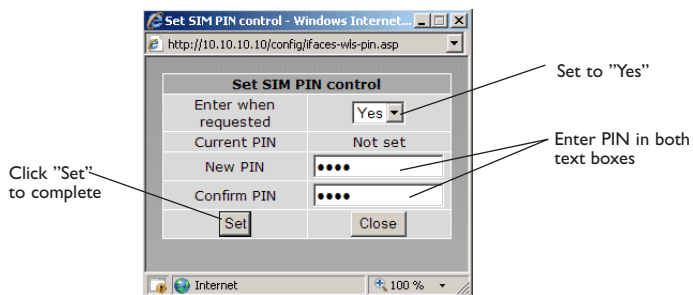 Set SIM PIN control - Windows Internet...
http://10.10.10.10/config/ifaces-wls-pin.asp
Set SIM PIN control
Enter when
requested
Yes
Current PIN
Not set
New PIN
••••
Confirm PIN
••••
Set
Close
Internet
100 %
Set to ”Yes”
Enter PIN in both
text boxes
Click ”Set”
to complete